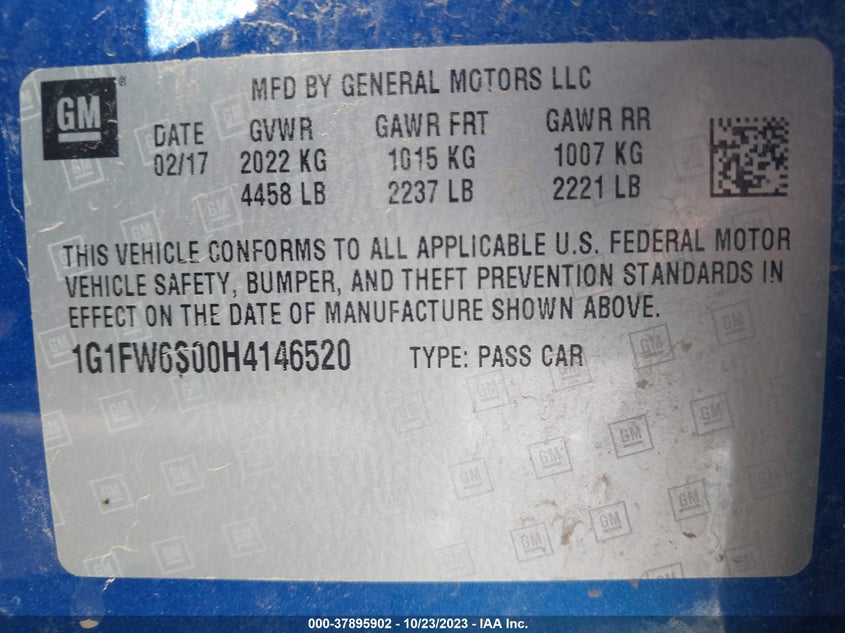 GM®
MFD BY GENERAL MOTORS LLC
DATE GVWR GAWR FRT GAWR RR
02/17 2022 KG 1015 KG 1007 KG
4458 LB 2237 LB 2221 LB
THIS VEHICLE CONFORMS TO ALL APPLICABLE U.S. FEDERAL MOTOR
VEHICLE SAFETY, BUMPER, AND THEFT PREVENTION STANDARDS IN
EFFECT ON THE DATE OF MANUFACTURE SHOWN ABOVE.
1G1FW6S00H4146520 TYPE: PASS CAR
000-37895902 - 10/23/2023 - IAA Inc.